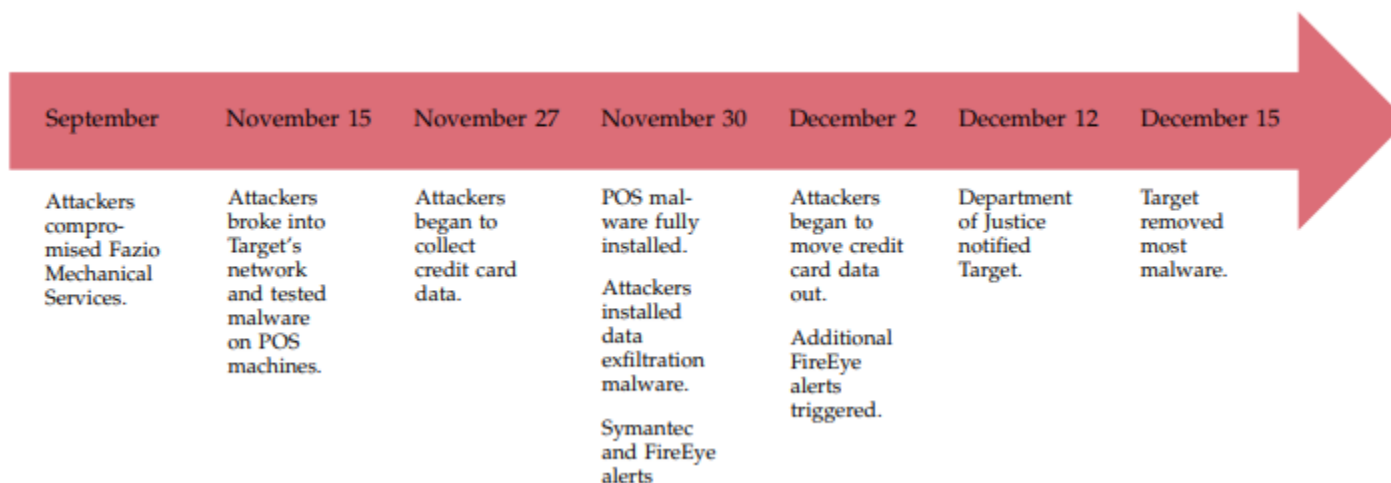 September
Attackers
compro-
mised Fazio
Mechanical
Services.
November 15
Attackers
broke into
Target's
network
and tested
malware
on POS
machines.
November 27
Attackers
began to
collect
credit card
data.
November 30
POS mal-
ware fully
installed.
Attackers
installed
data
exfiltration
malware.
Symantec
and FireEye
alerts
December 2
Attackers
began to
move credit
card data
out.
Additional
FireEye
alerts
triggered.
December 12
Department
of Justice
notified
Target.
December 15
Target
removed
most
malware.